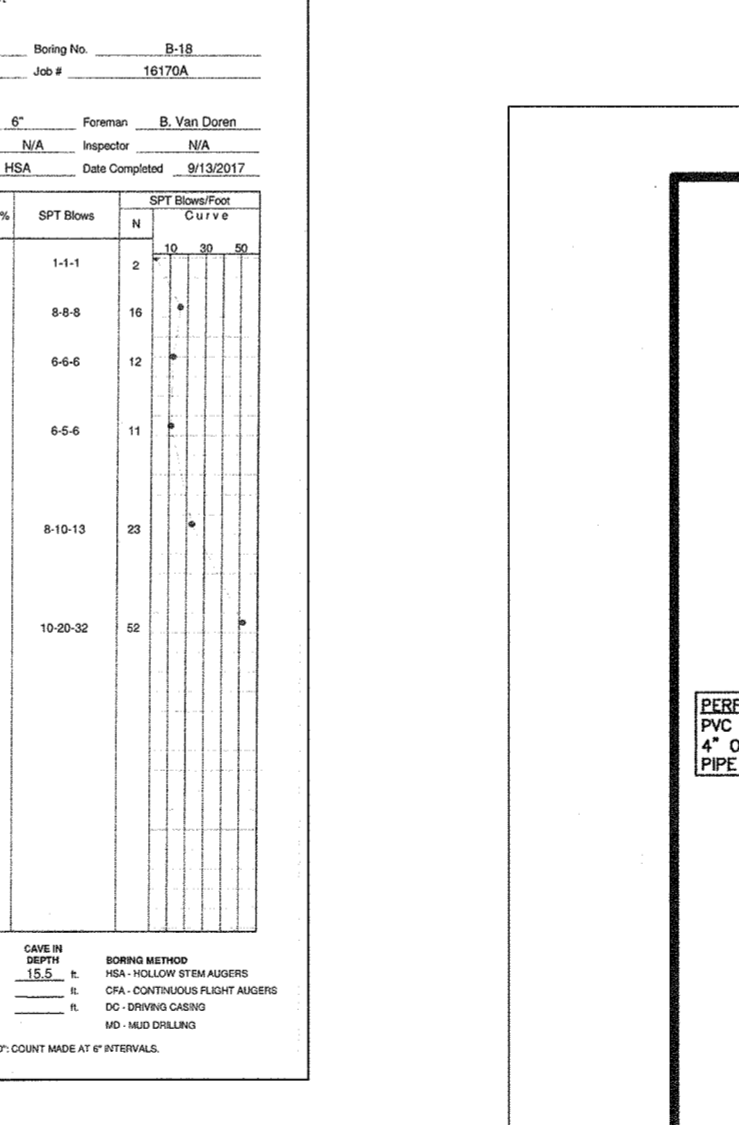 Boring No. B-18
Job # 16170A
6" Foreman B. Van Doren
N/A Inspector N/A
HSA Date Completed 9/13/2017
SPT Blows/Foot
% SPT Blows Curve
N
10 30 50
1-1-1 2
8-8-8 16
6-6-6 12
6-5-6 11
8-10-13 23
10-20-32 52
CAVE IN
DEPTH BORING METHOD
15.5 ft. HSA - HOLLOW STEM AUGERS
ft. CFA - CONTINUOUS FLIGHT AUGERS
ft. DC - DRIVING CASING
MD - MUD DRILLING
": COUNT MADE AT 6" INTERVALS.
PVC
4"
PIPE